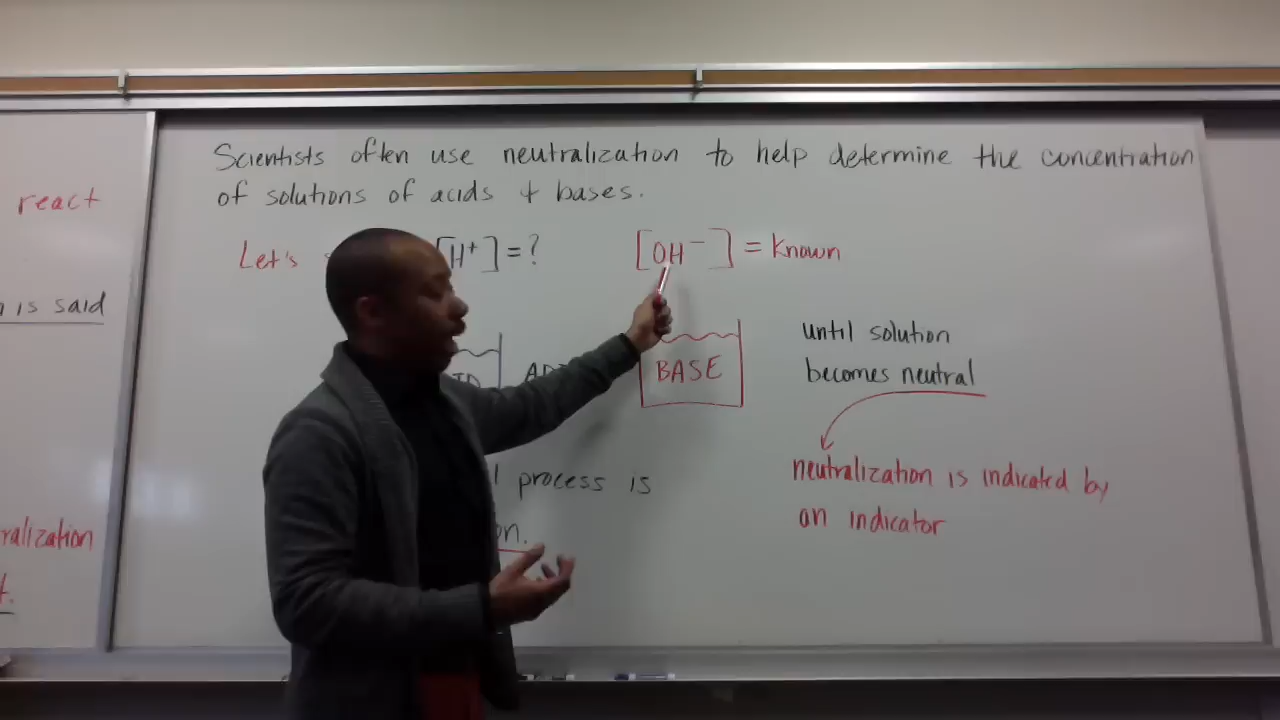 Scientists often use neutralization to help determine the concentration
of solutions of acids & bases.
react
Let's [H⁺] = ? [OH⁻] = Known
is said
until solution
BASE
becomes neutral
process is
neutralization is indicated by
an indicator